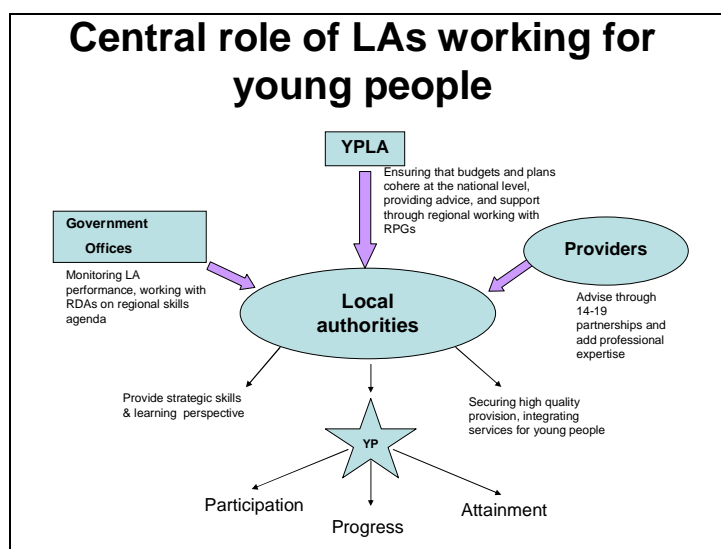 Central role of LAs working for
young people
YPLA
Ensuring that budgets and plans
cohere at the national level,
providing advice, and support
through regional working with
RPGs
Government
Offices
Monitoring LA
performance, working with
RDAs on regional skills
agenda
Providers
Advise through
14-19
partnerships and
add professional
expertise
Local
authorities
Provide strategic skills
& learning perspective
Securing high quality
provision, integrating
services for young people
YP
Participation
Progress
Attainment